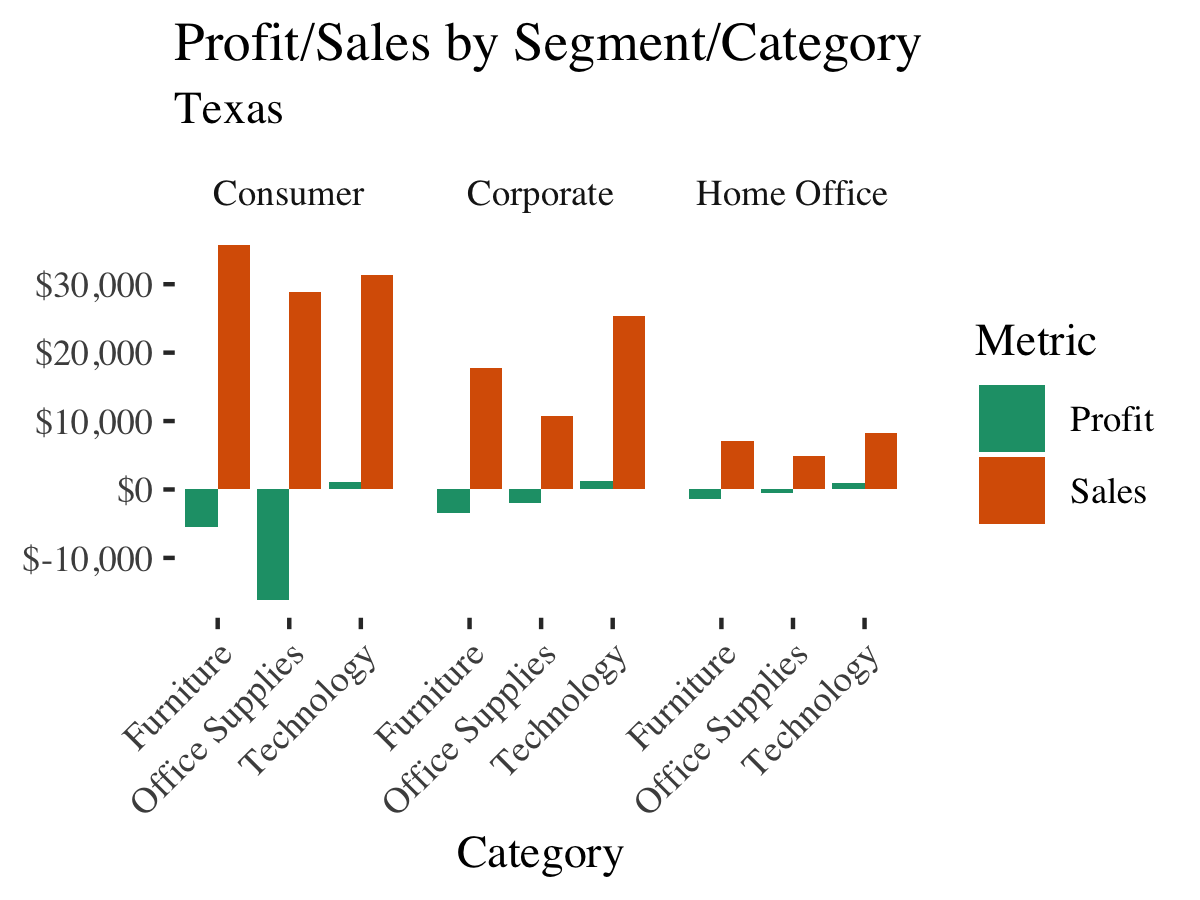 Profit/Sales by Segment/Category
Texas
Consumer Corporate Home Office
$30,000
$20,000
$10,000
$0
$-10,000
Furniture
Office Supplies
Technology
Furniture
Office Supplies
Technology
Furniture
Office Supplies
Technology
Category
Metric
Profit
Sales